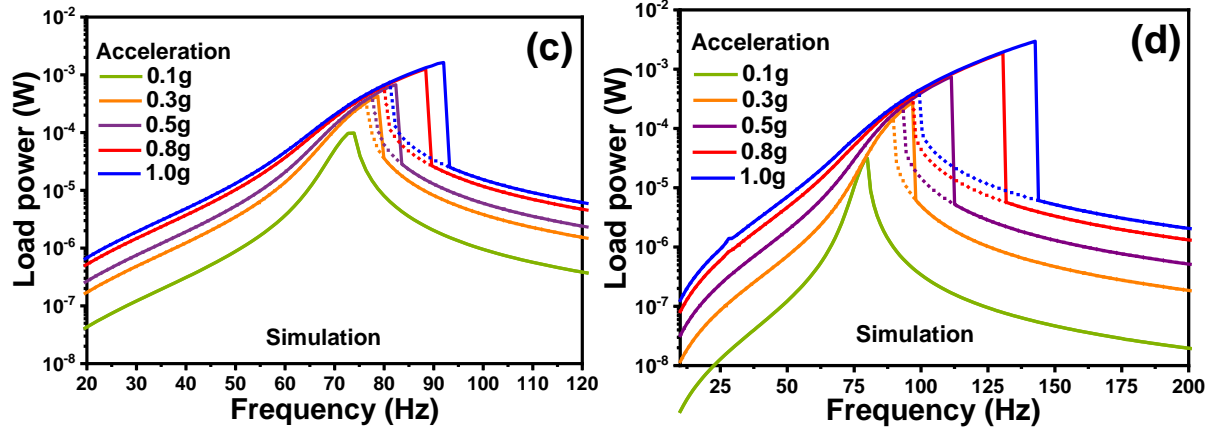 (c)
Load power (W)
10⁻²
10⁻³
10⁻⁴
10⁻⁵
10⁻⁶
10⁻⁷
10⁻⁸
Acceleration
0.1g
0.3g
0.5g
0.8g
1.0g
Simulation
20 30 40 50 60 70 80 90 100 110 120
Frequency (Hz)
(d)
Load power (W)
10⁻²
10⁻³
10⁻⁴
10⁻⁵
10⁻⁶
10⁻⁷
10⁻⁸
Acceleration
0.1g
0.3g
0.5g
0.8g
1.0g
Simulation
25 50 75 100 125 150 175 200
Frequency (Hz)